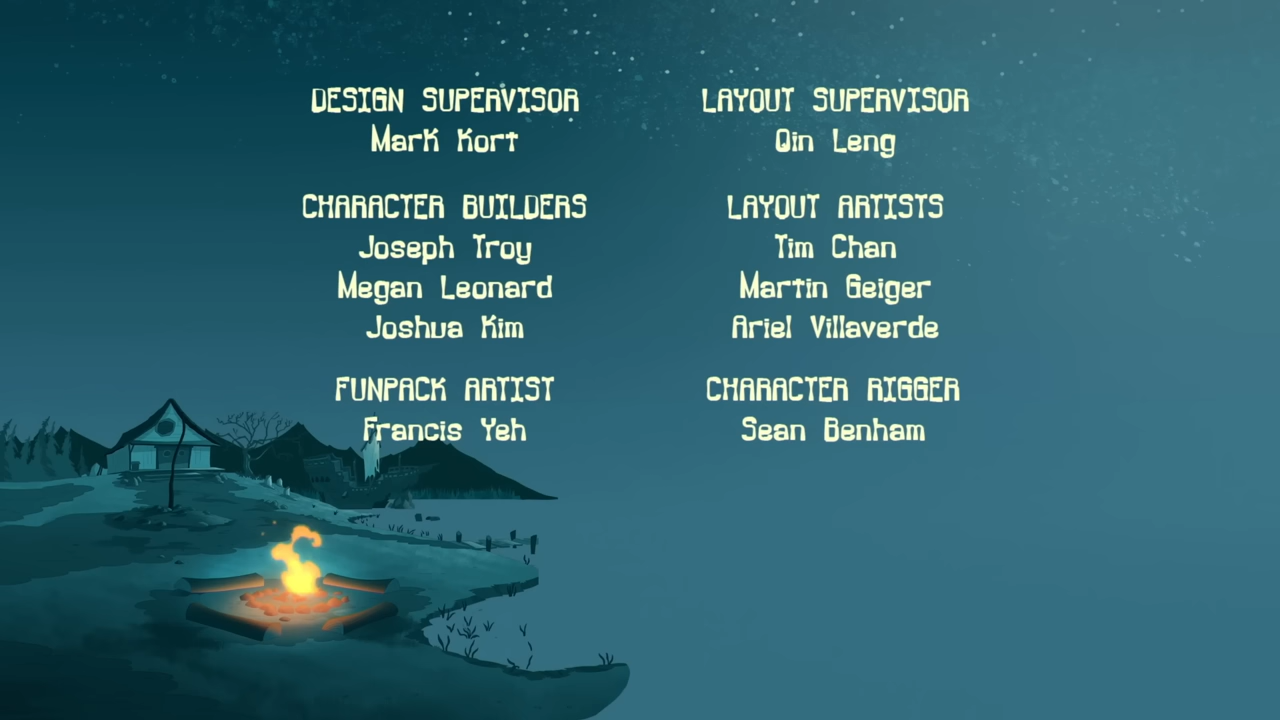 DESIGN SUPERVISOR
Mark Kort
CHARACTER BUILDERS
Joseph Troy
Megan Leonard
Joshua Kim
FUNPACK ARTIST
Francis Yeh
LAYOUT SUPERVISOR
Qin Leng
LAYOUT ARTISTS
Tim Chan
Martin Geiger
Ariel Villaverde
CHARACTER RIGGER
Sean Benham